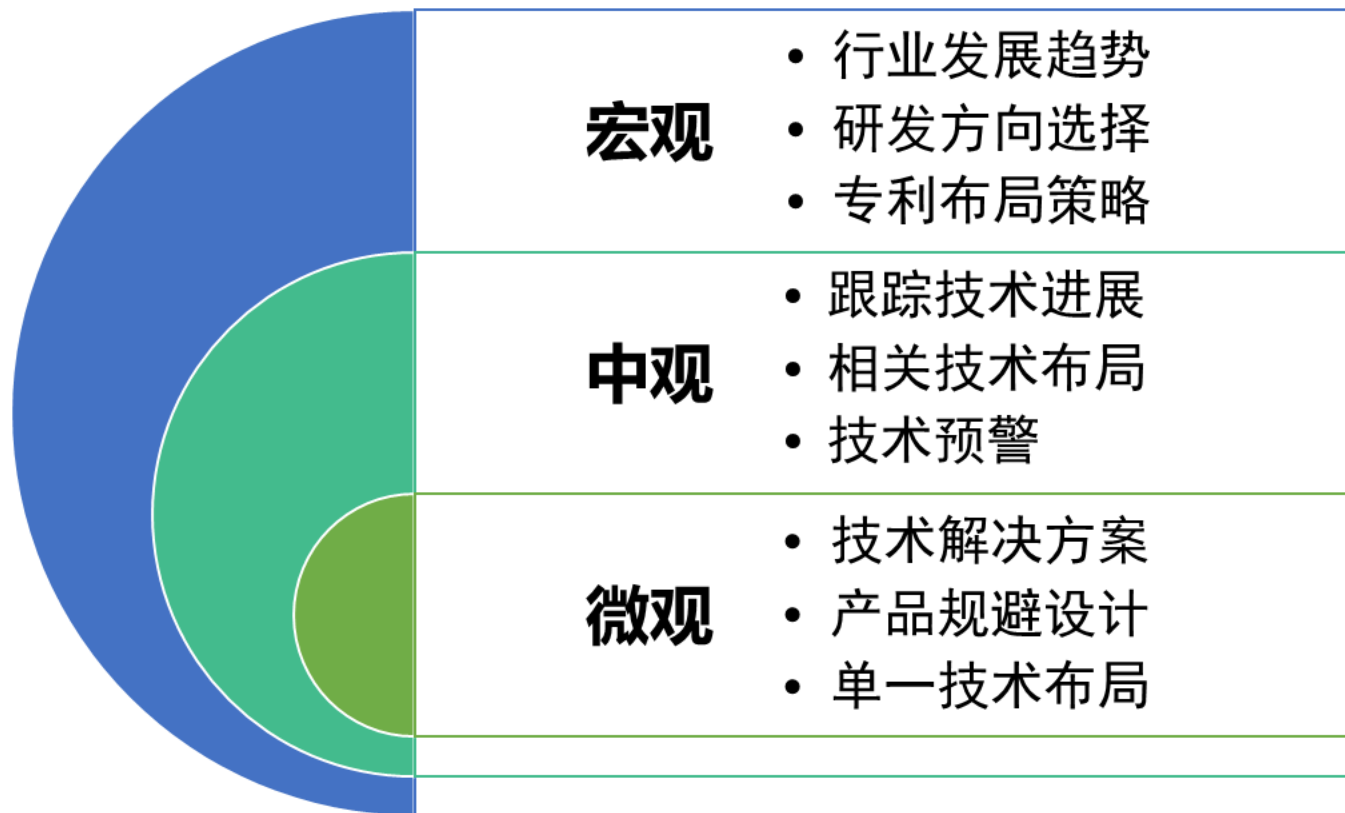 宏观
• 行业发展趋势
• 研发方向选择
• 专利布局策略
中观
• 跟踪技术进展
• 相关技术布局
• 技术预警
微观
• 技术解决方案
• 产品规避设计
• 单一技术布局